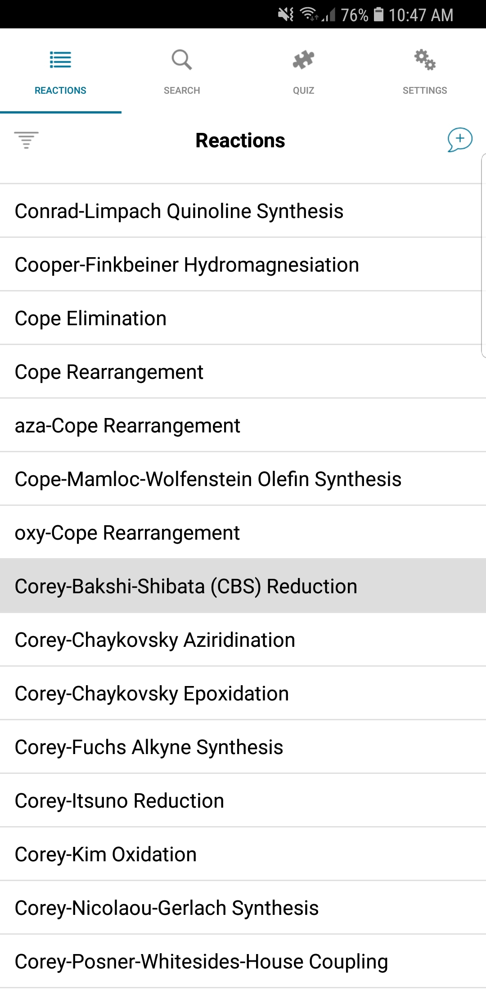 76% 10:47 AM
REACTIONS SEARCH QUIZ SETTINGS
Reactions
Conrad-Limpach Quinoline Synthesis
Cooper-Finkbeiner Hydromagnesiation
Cope Elimination
Cope Rearrangement
aza-Cope Rearrangement
Cope-Mamloc-Wolfenstein Olefin Synthesis
oxy-Cope Rearrangement
Corey-Bakshi-Shibata (CBS) Reduction
Corey-Chaykovsky Aziridination
Corey-Chaykovsky Epoxidation
Corey-Fuchs Alkyne Synthesis
Corey-Itsuno Reduction
Corey-Kim Oxidation
Corey-Nicolaou-Gerlach Synthesis
Corey-Posner-Whitesides-House Coupling